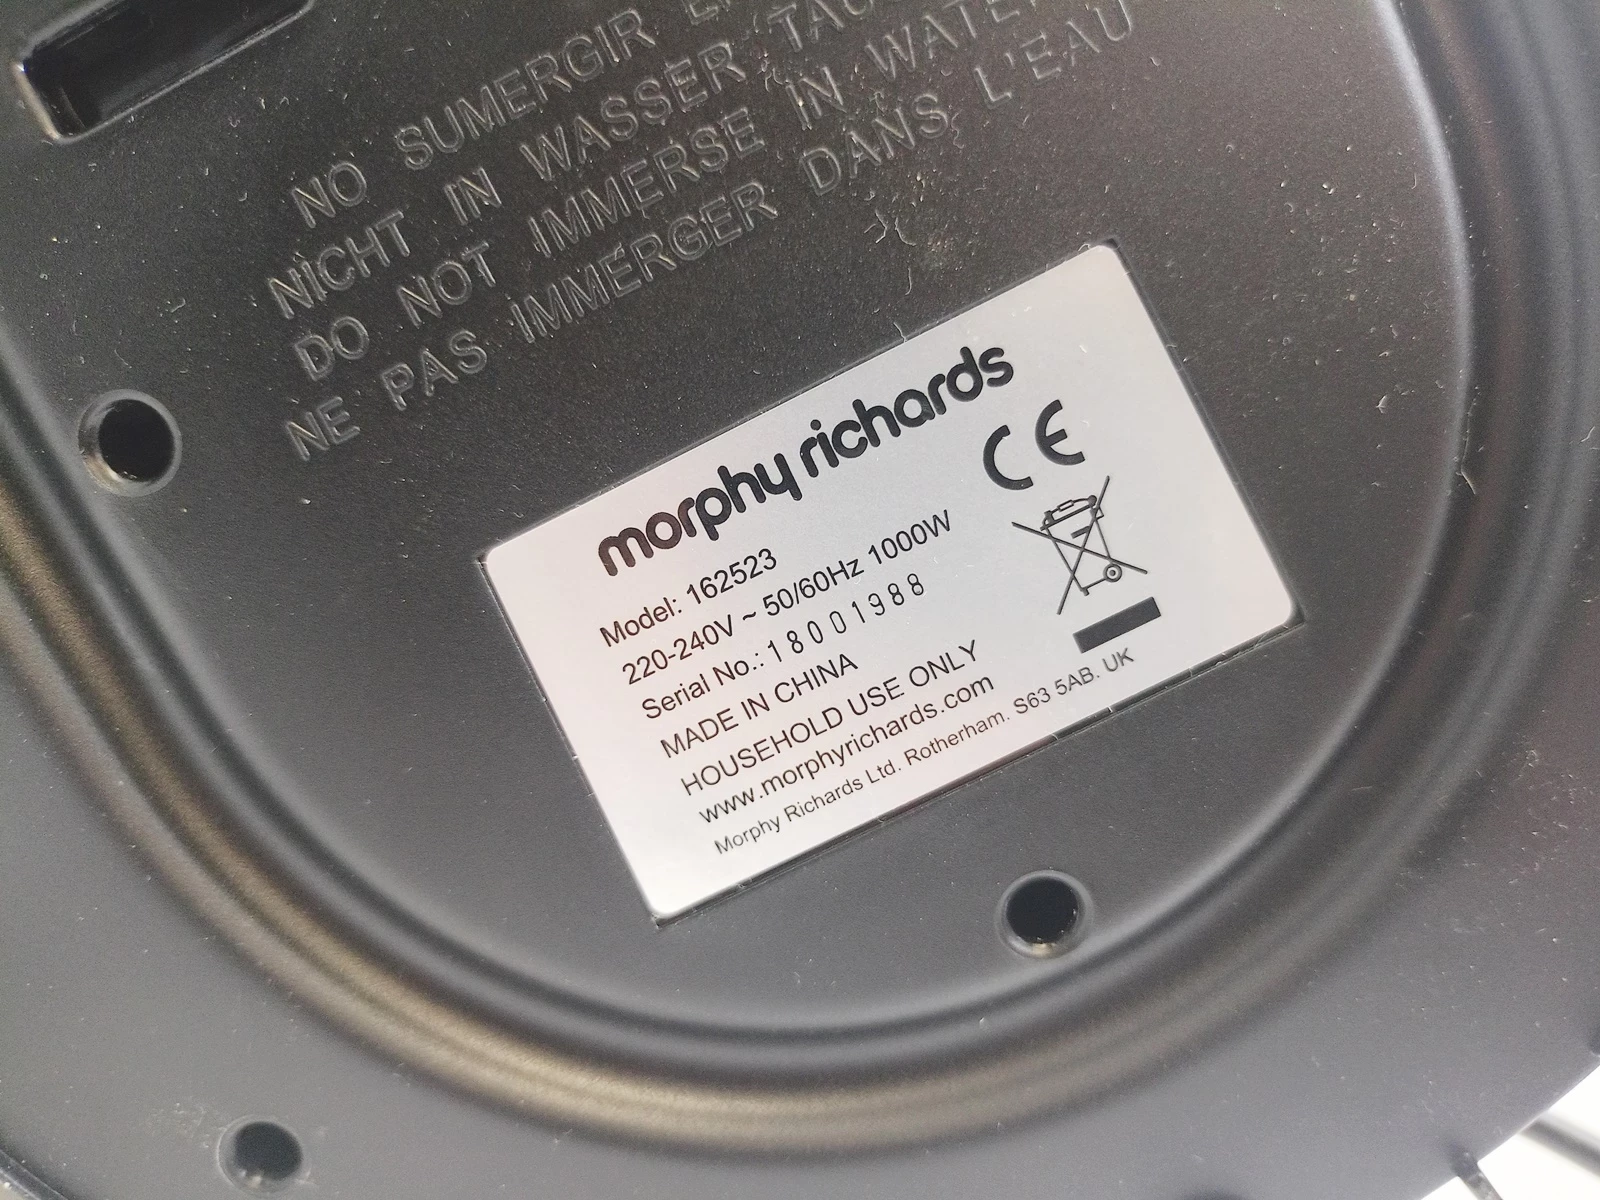 NO SUMERGIR
NICHT IN WASSER
DO NOT IMMERSE IN WATER
NE PAS IMMERGER DANS L'EAU
morphy richards
CE
Model: 162523
220-240V ~ 50/60Hz 1000W
Serial No.: 18001988
MADE IN CHINA
HOUSEHOLD USE ONLY
www.morphyrichards.com
Morphy Richards Ltd. Rotherham. S63 5AB. UK